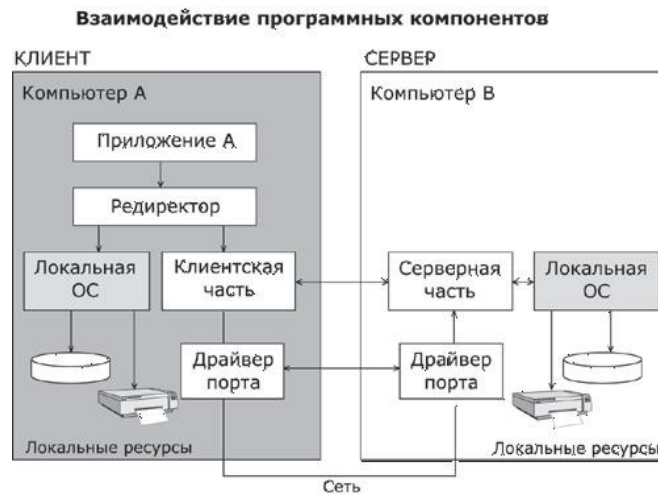 Взаимодействие программных компонентов
КЛИЕНТ
СЕРВЕР
Компьютер А
Компьютер В
Приложение А
Редиректор
Локальная
ОС
Клиентская
часть
Серверная
часть
Локальная
ОС
Драйвер
порта
Драйвер
порта
Локальные ресурсы
Локальные ресурсы
Сеть